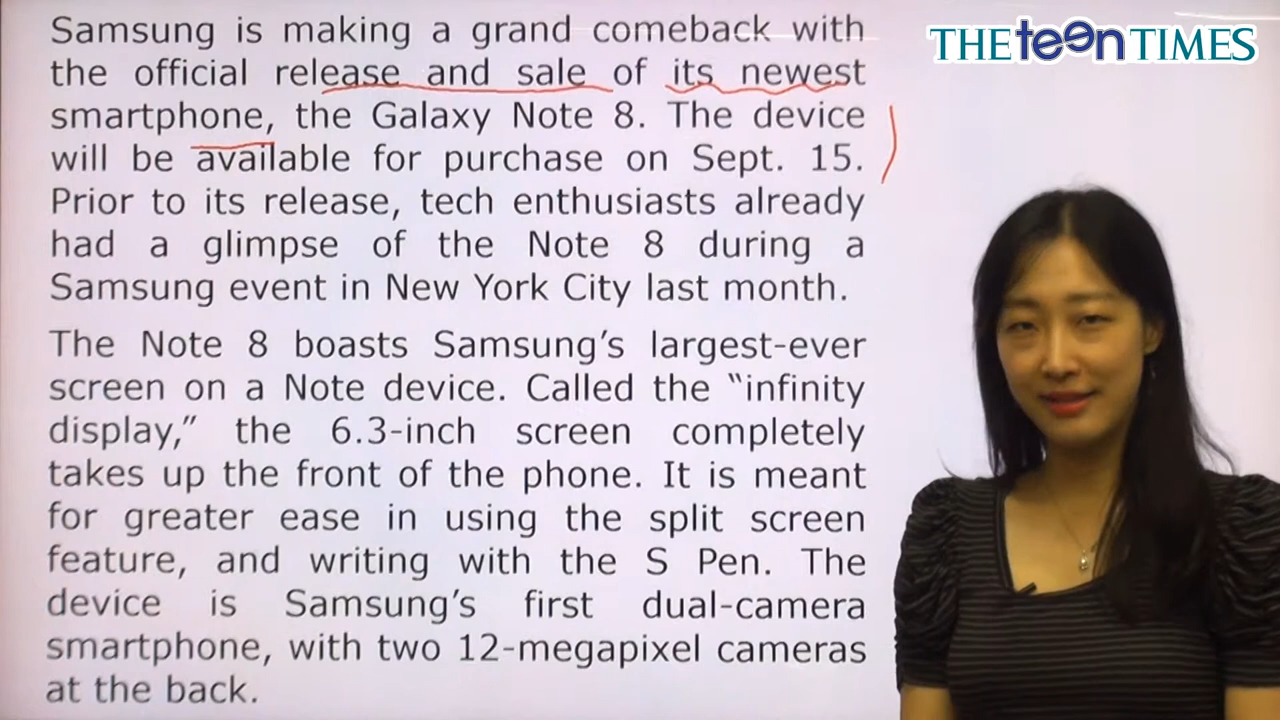 Samsung is making a grand comeback with
the official release and sale of its newest
smartphone, the Galaxy Note 8. The device
will be available for purchase on Sept. 15.
Prior to its release, tech enthusiasts already
had a glimpse of the Note 8 during a
Samsung event in New York City last month.
The Note 8 boasts Samsung's largest-ever
screen on a Note device. Called the “infinity
display,” the 6.3-inch screen completely
takes up the front of the phone. It is meant
for greater ease in using the split screen
feature, and writing with the S Pen. The
device is Samsung's first dual-camera
smartphone, with two 12-megapixel cameras
at the back.
THE teen TIMES